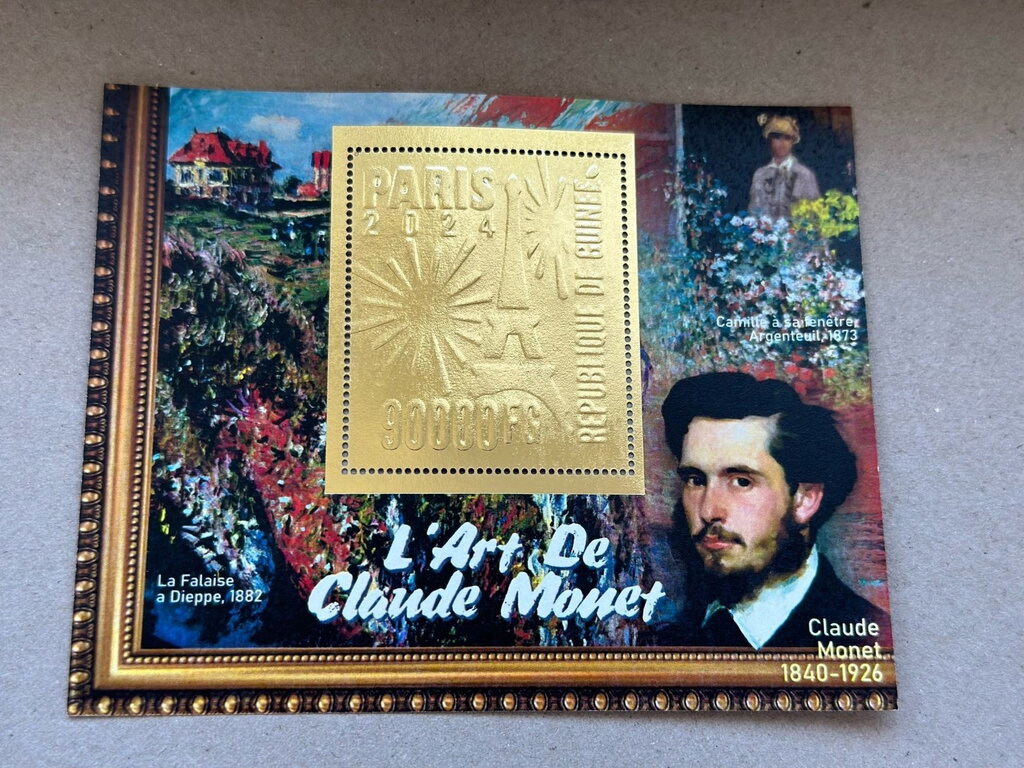 PARIS
2024
REPUBLIQUE DE GUINEE
90000FG
Camille à sa fenêtre,
Argenteuil, 1873
L'Art De
Claude Monet
La Falaise
a Dieppe, 1882
Claude
Monet
1840-1926